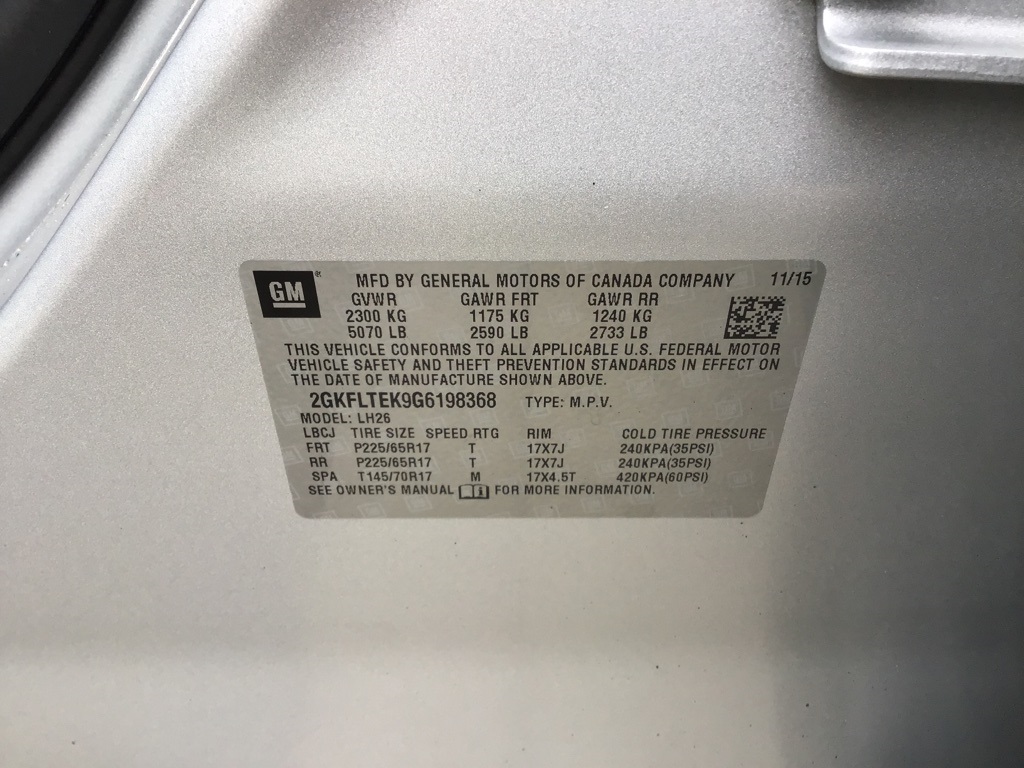 GM ® MFD BY GENERAL MOTORS OF CANADA COMPANY 11/15
GVWR GAWR FRT GAWR RR
2300 KG 1175 KG 1240 KG
5070 LB 2590 LB 2733 LB
THIS VEHICLE CONFORMS TO ALL APPLICABLE U.S. FEDERAL MOTOR
VEHICLE SAFETY AND THEFT PREVENTION STANDARDS IN EFFECT ON
THE DATE OF MANUFACTURE SHOWN ABOVE.
2GKFLTEK9G6198368 TYPE: M.P.V.
MODEL: LH26
LBCJ TIRE SIZE SPEED RTG RIM COLD TIRE PRESSURE
FRT P225/65R17 T 17X7J 240KPA(35PSI)
RR P225/65R17 T 17X7J 240KPA(35PSI)
SPA T145/70R17 M 17X4.5T 420KPA(60PSI)
SEE OWNER'S MANUAL FOR MORE INFORMATION.